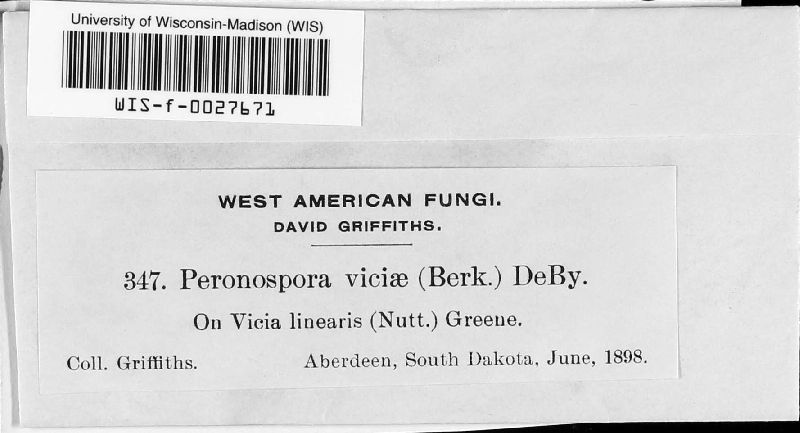 University of Wisconsin-Madison (WIS)
WIS-f-0027671
WEST AMERICAN FUNGI.
DAVID GRIFFITHS.
347. Peronospora viciæ (Berk.) DeBy.
On Vicia linearis (Nutt.) Greene.
Coll. Griffiths. Aberdeen, South Dakota, June, 1898.